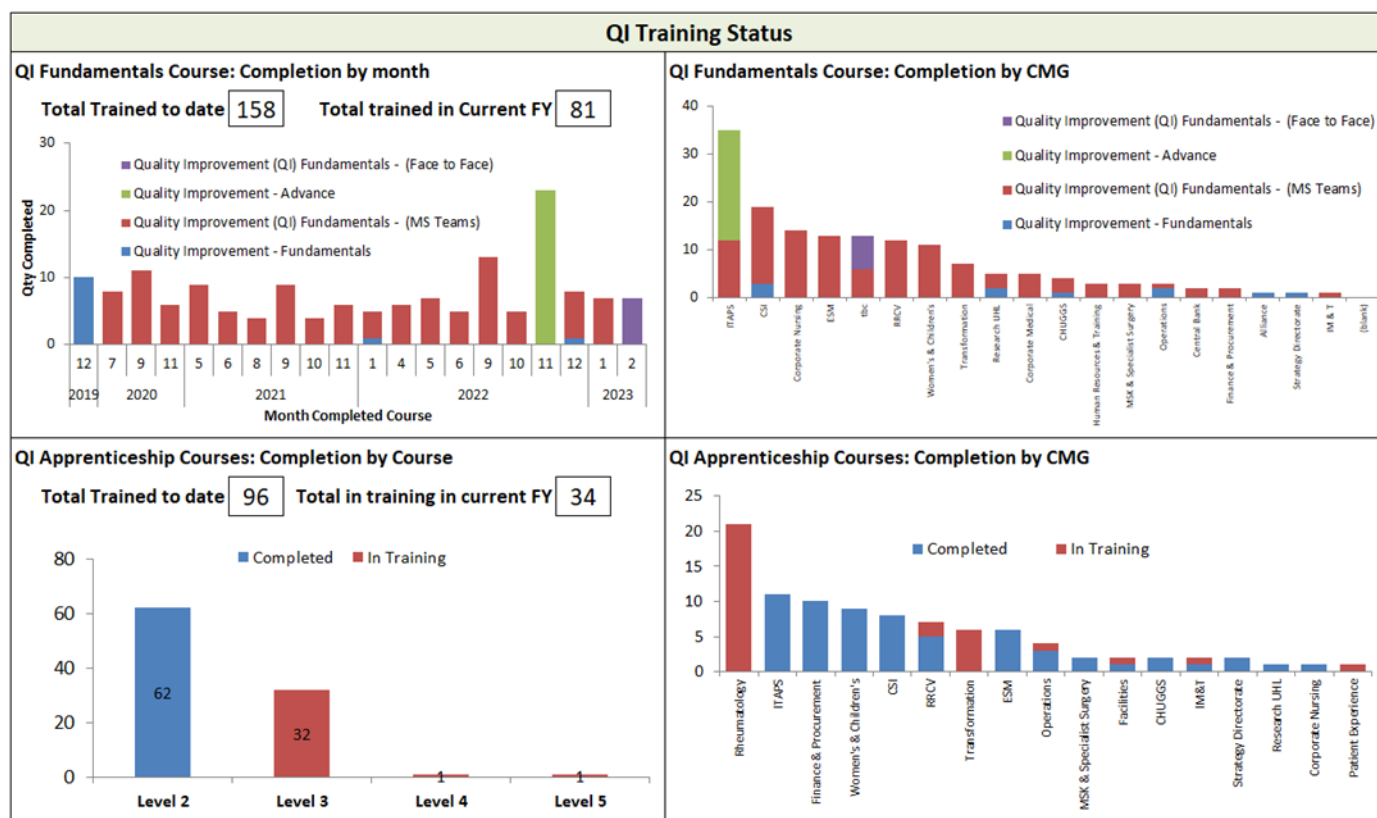 QI Training Status
QI Fundamentals Course: Completion by month
Total Trained to date 158 Total trained in Current FY 81
30
20
10
0
Qty Completed
Quality Improvement (QI) Fundamentals - (Face to Face)
Quality Improvement - Advance
Quality Improvement (QI) Fundamentals - (MS Teams)
Quality Improvement - Fundamentals
12 7 9 11 5 6 8 9 10 11 1 4 5 6 9 10 11 12 1 2
2019 2020 2021 2022 2023
Month Completed Course
QI Fundamentals Course: Completion by CMG
40
30
20
10
0
Quality Improvement (QI) Fundamentals - (Face to Face)
Quality Improvement - Advance
Quality Improvement (QI) Fundamentals - (MS Teams)
Quality Improvement - Fundamentals
ITAPS
CSI
Corporate Nursing
ESM
tbc
RRCV
Women's & Children's
Transformation
Research UHL
Corporate Medical
CHUGGS
Human Resources & Training
MSK & Specialist Surgery
Operations
Central Bank
Finance & Procurement
Alliance
Strategy Directorate
IM & T
(blank)
QI Apprenticeship Courses: Completion by Course
Total Trained to date 96 Total in training in current FY 34
Completed In Training
80
60
40
20
0
62
32
1
1
Level 2 Level 3 Level 4 Level 5
QI Apprenticeship Courses: Completion by CMG
25
20
15
10
5
0
Completed In Training
Rheumatology
ITAPS
Finance & Procurement
Women's & Children's
CSI
RRCV
Transformation
ESM
Operations
MSK & Specialist Surgery
Facilities
CHUGGS
IM&T
Strategy Directorate
Research UHL
Corporate Nursing
Patient Experience